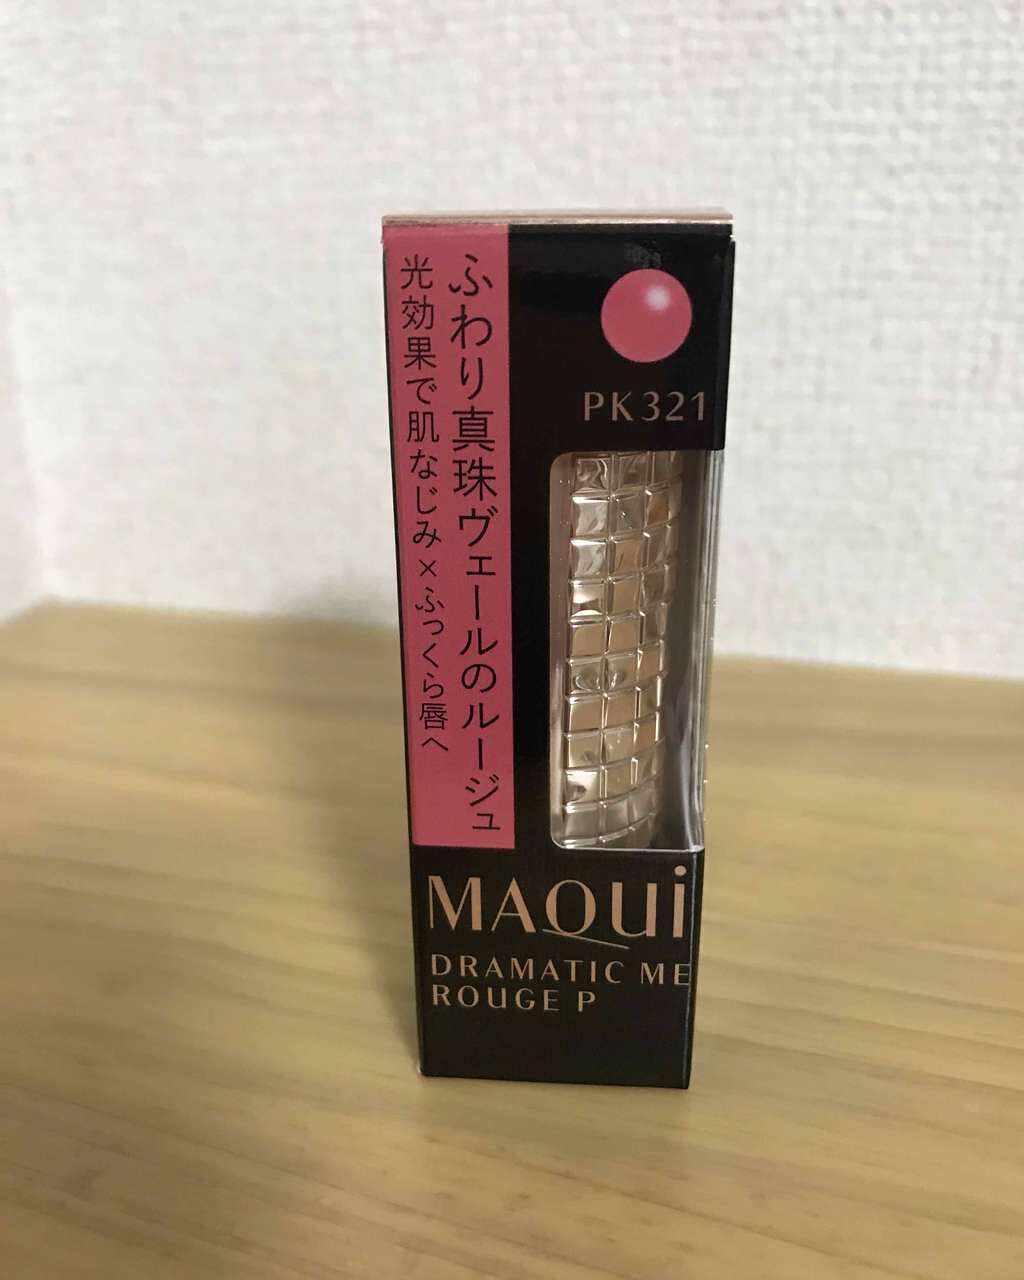 ふわり真珠ヴェールのルージュ
光効果で肌なじみ×ふっくら唇へ
PK321
MAQUi
DRAMATIC ME
ROUGE P